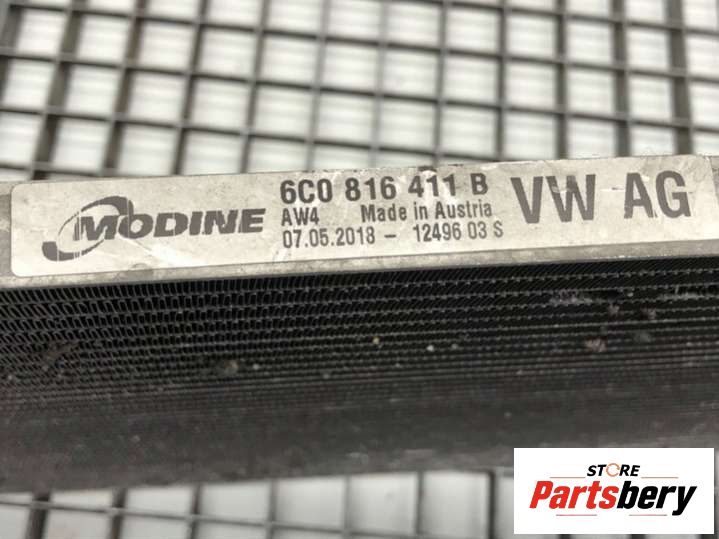 MODINE
6C0 816 411 B
AW4 Made in Austria
07.05.2018 - 12496 03 S
VW AG
STORE
Partsbery